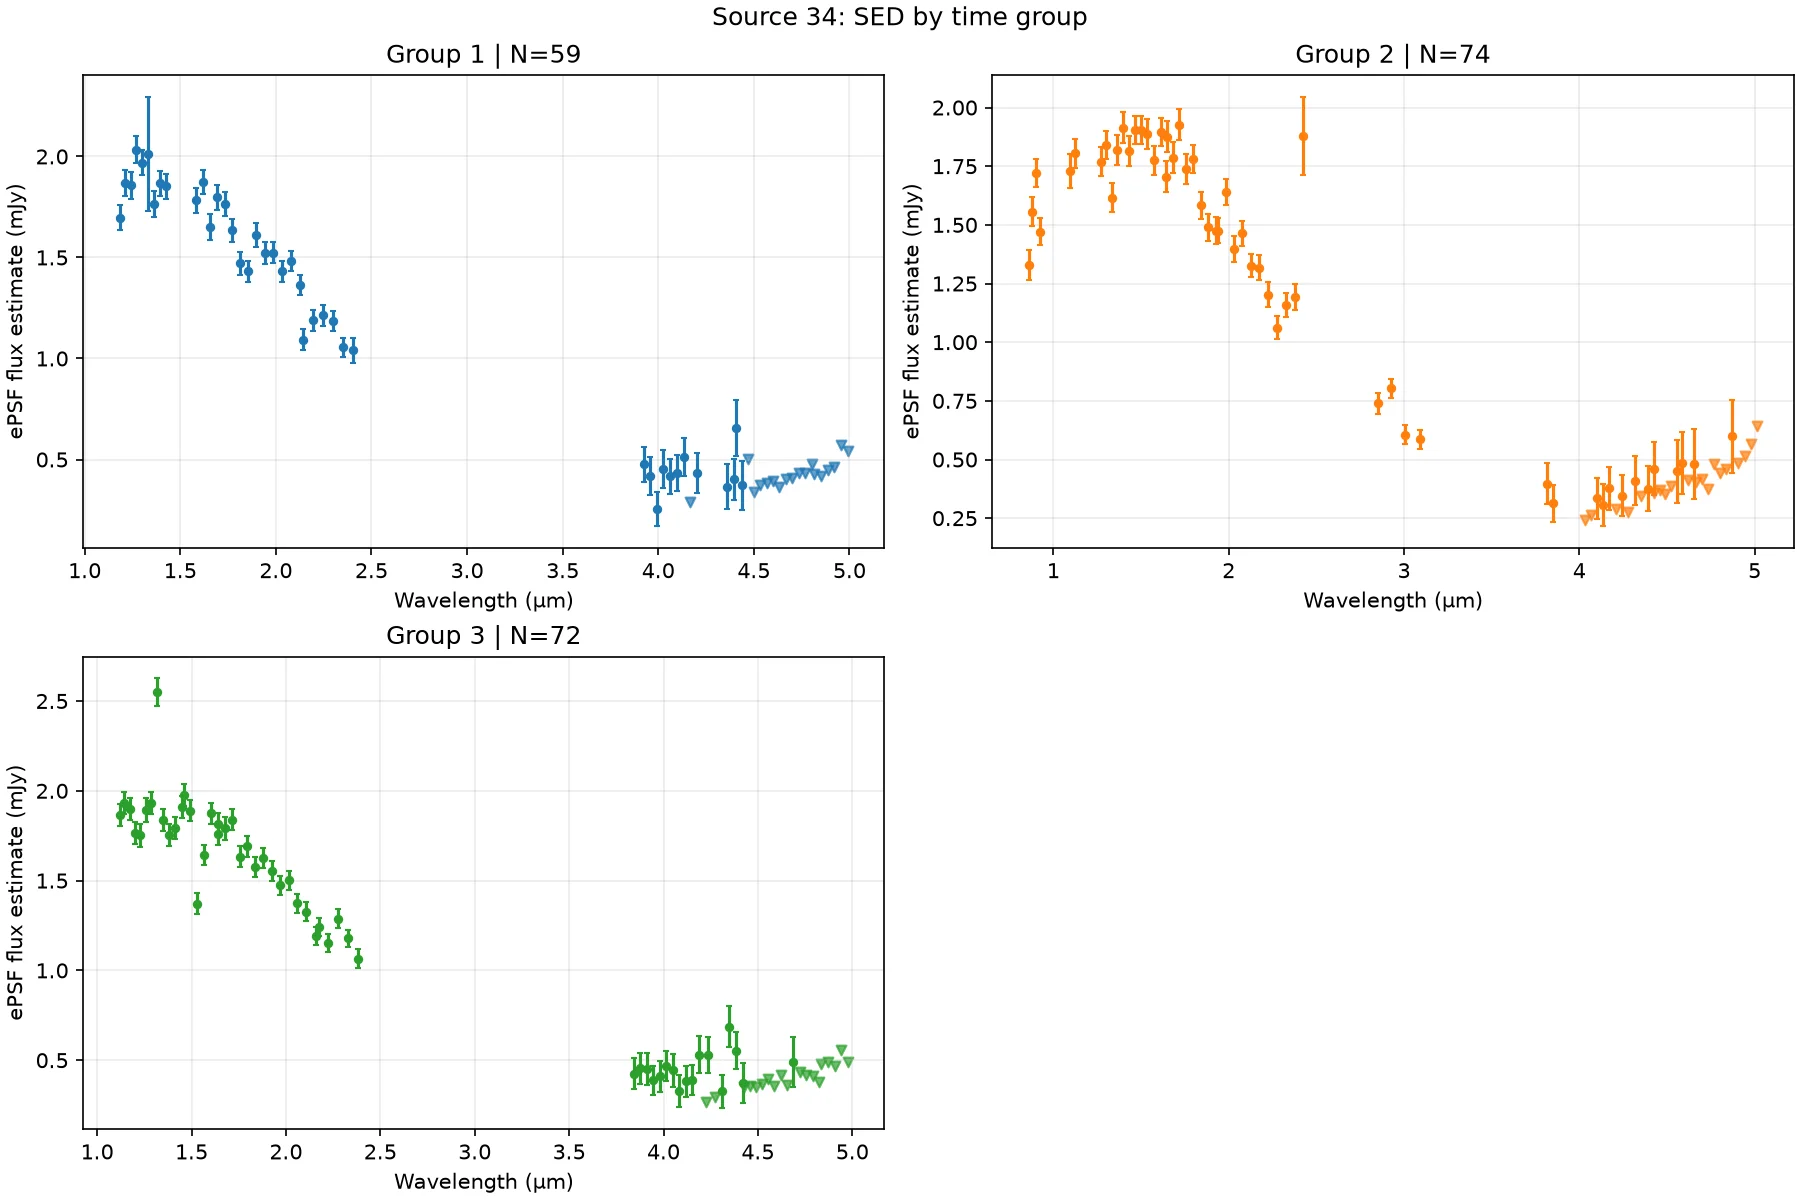 Source 34: SED by time group
Group 1 | N=59
ePSF flux estimate (mJy)
2.0
1.5
1.0
0.5
1.0 1.5 2.0 2.5 3.0 3.5 4.0 4.5 5.0
Wavelength (μm)
Group 2 | N=74
ePSF flux estimate (mJy)
2.00
1.75
1.50
1.25
1.00
0.75
0.50
0.25
1 2 3 4 5
Wavelength (μm)
Group 3 | N=72
ePSF flux estimate (mJy)
2.5
2.0
1.5
1.0
0.5
1.0 1.5 2.0 2.5 3.0 3.5 4.0 4.5 5.0
Wavelength (μm)